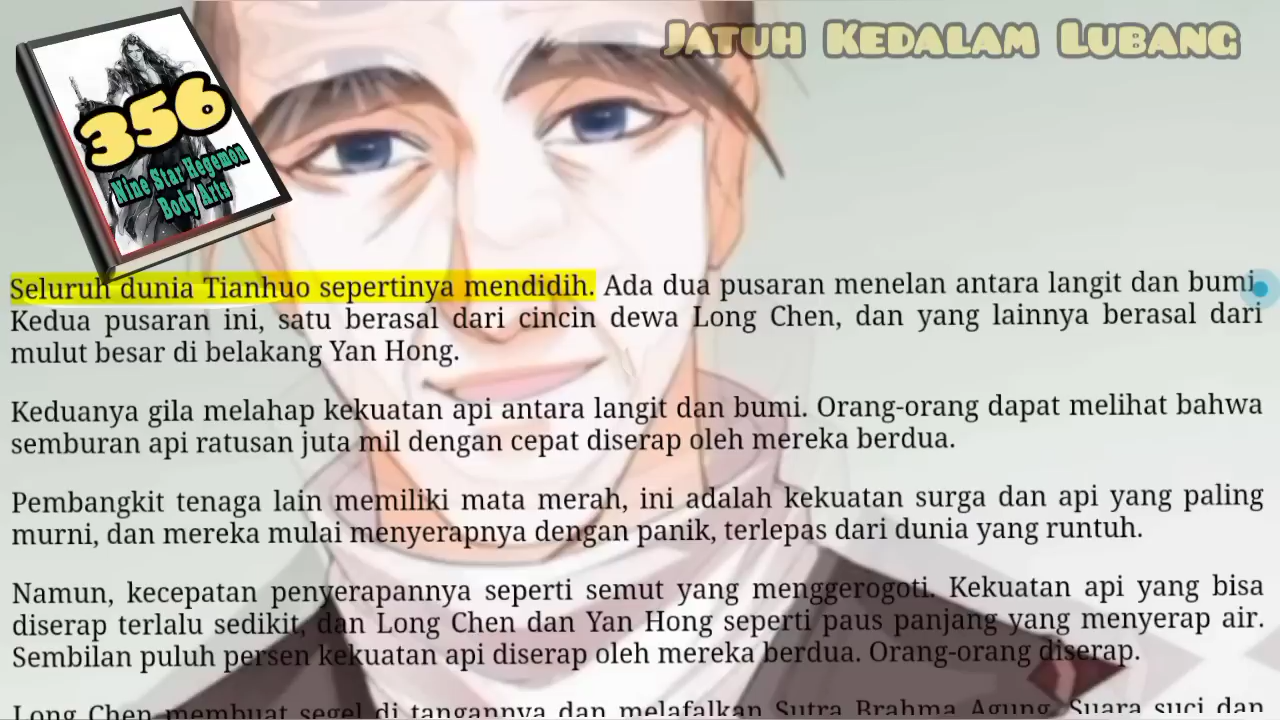 Jatuh Kedalam Lubang
356
Nine Star Hegemon
Body Arts
Seluruh dunia Tianhuo sepertinya mendidih. Ada dua pusaran menelan antara langit dan bumi.
Kedua pusaran ini, satu berasal dari cincin dewa Long Chen, dan yang lainnya berasal dari
mulut besar di belakang Yan Hong.
Keduanya gila melahap kekuatan api antara langit dan bumi. Orang-orang dapat melihat bahwa
semburan api ratusan juta mil dengan cepat diserap oleh mereka berdua.
Pembangkit tenaga lain memiliki mata merah, ini adalah kekuatan surga dan api yang paling
murni, dan mereka mulai menyerapnya dengan panik, terlepas dari dunia yang runtuh.
Namun, kecepatan penyerapannya seperti semut yang menggerogoti. Kekuatan api yang bisa
diserap terlalu sedikit, dan Long Chen dan Yan Hong seperti paus panjang yang menyerap air.
Sembilan puluh persen kekuatan api diserap oleh mereka berdua. Orang-orang diserap.
Long Chen membuat segel di tangannya dan melafalkan Sutra Brahma Agung. Suara suci dan